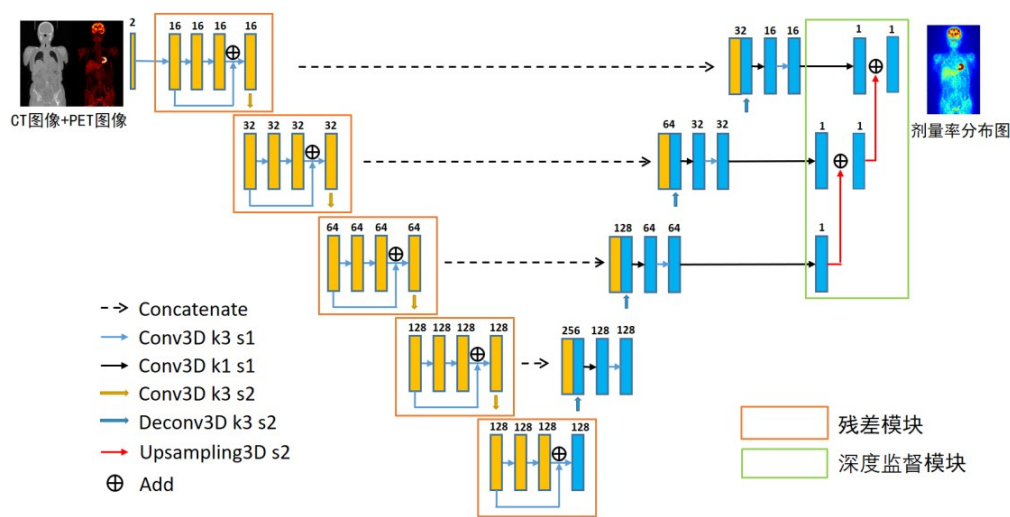 2
16 16 16 16
32 16 16
1 1
CT图像+PET图像
剂量率分布图
32 32 32 32
64 32 32
1 1
64 64 64 64
128 64 64
1
128 128 128 128
256 128 128
128 128 128 128
Concatenate
Conv3D k3 s1
Conv3D k1 s1
Conv3D k3 s2
Deconv3D k3 s2
Upsampling3D s2
Add
残差模块
深度监督模块